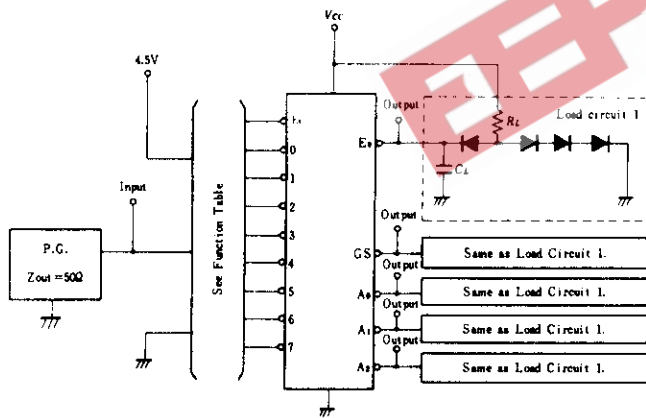 Vcc
4.5V
Output
Load circuit 1
RL
E₁
0
E₀
CL
1
Input
2
See Function Table
Output
3
P.G.
Zout=50Ω
GS
Same as Load Circuit 1.
4
Output
5
A₀
Same as Load Circuit 1.
Output
6
A₁
Same as Load Circuit 1.
Output
7
A₂
Same as Load Circuit 1.